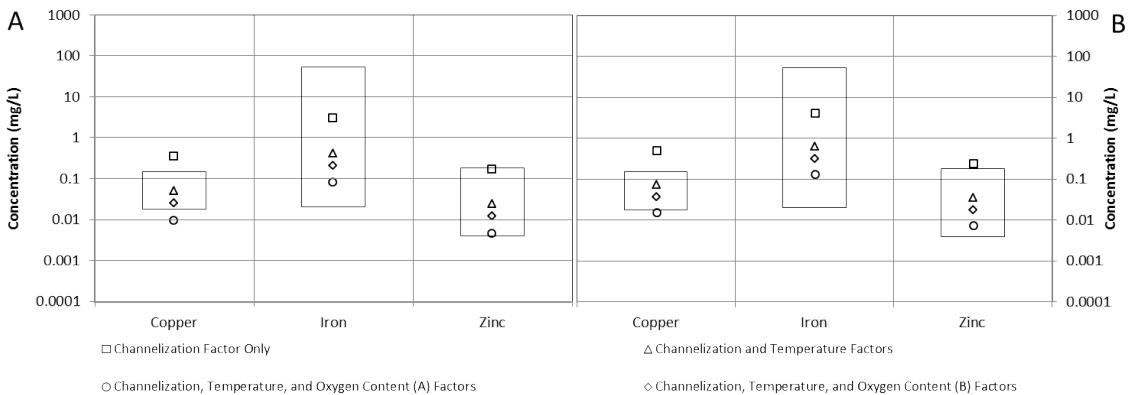 A
B
Concentration (mg/L)
1000
100
10
1
0.1
0.01
0.001
0.0001
Copper
Iron
Zinc
Copper
Iron
Zinc
1000
100
10
1
0.1
0.01
0.001
0.0001
Concentration (mg/L)
Channelization Factor Only
Channelization and Temperature Factors
Channelization, Temperature, and Oxygen Content (A) Factors
Channelization, Temperature, and Oxygen Content (B) Factors